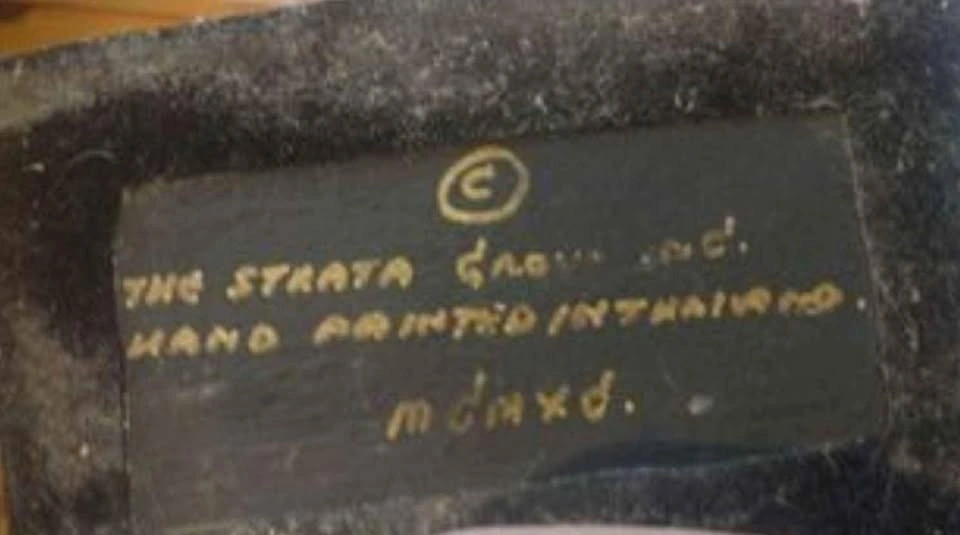 ©
THE STRATA
HAND PAINTED IN THAILAND.
MCMXC.